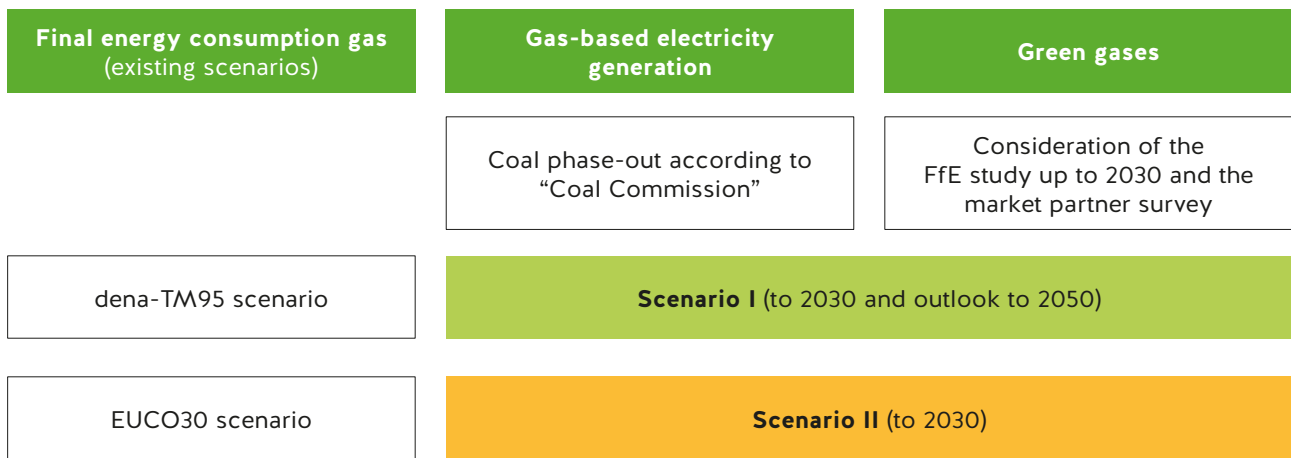 Final energy consumption gas
(existing scenarios)
Gas-based electricity
generation
Green gases
Coal phase-out according to
“Coal Commission”
Consideration of the
FfE study up to 2030 and the
market partner survey
dena-TM95 scenario
Scenario I (to 2030 and outlook to 2050)
EUCO30 scenario
Scenario II (to 2030)